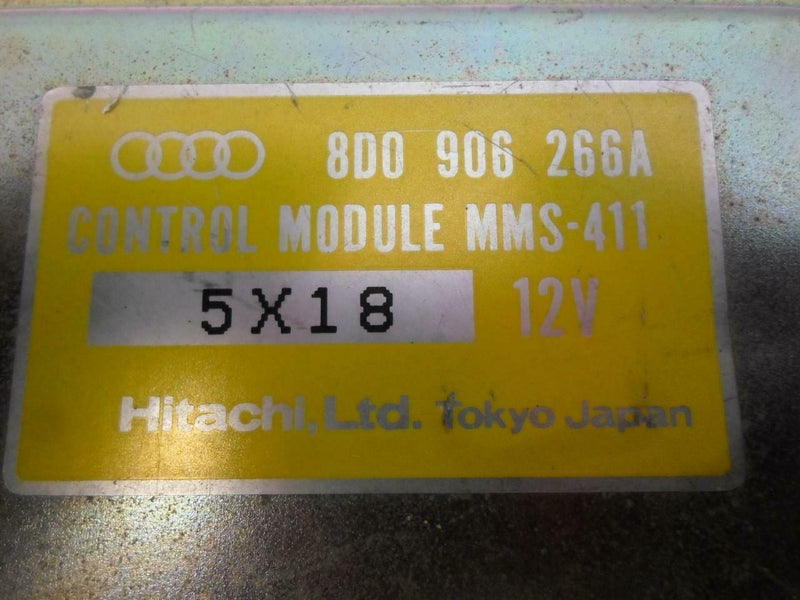 8D0 906 266A
CONTROL MODULE MMS-411
5X18 12V
Hitachi,Ltd. Tokyo Japan